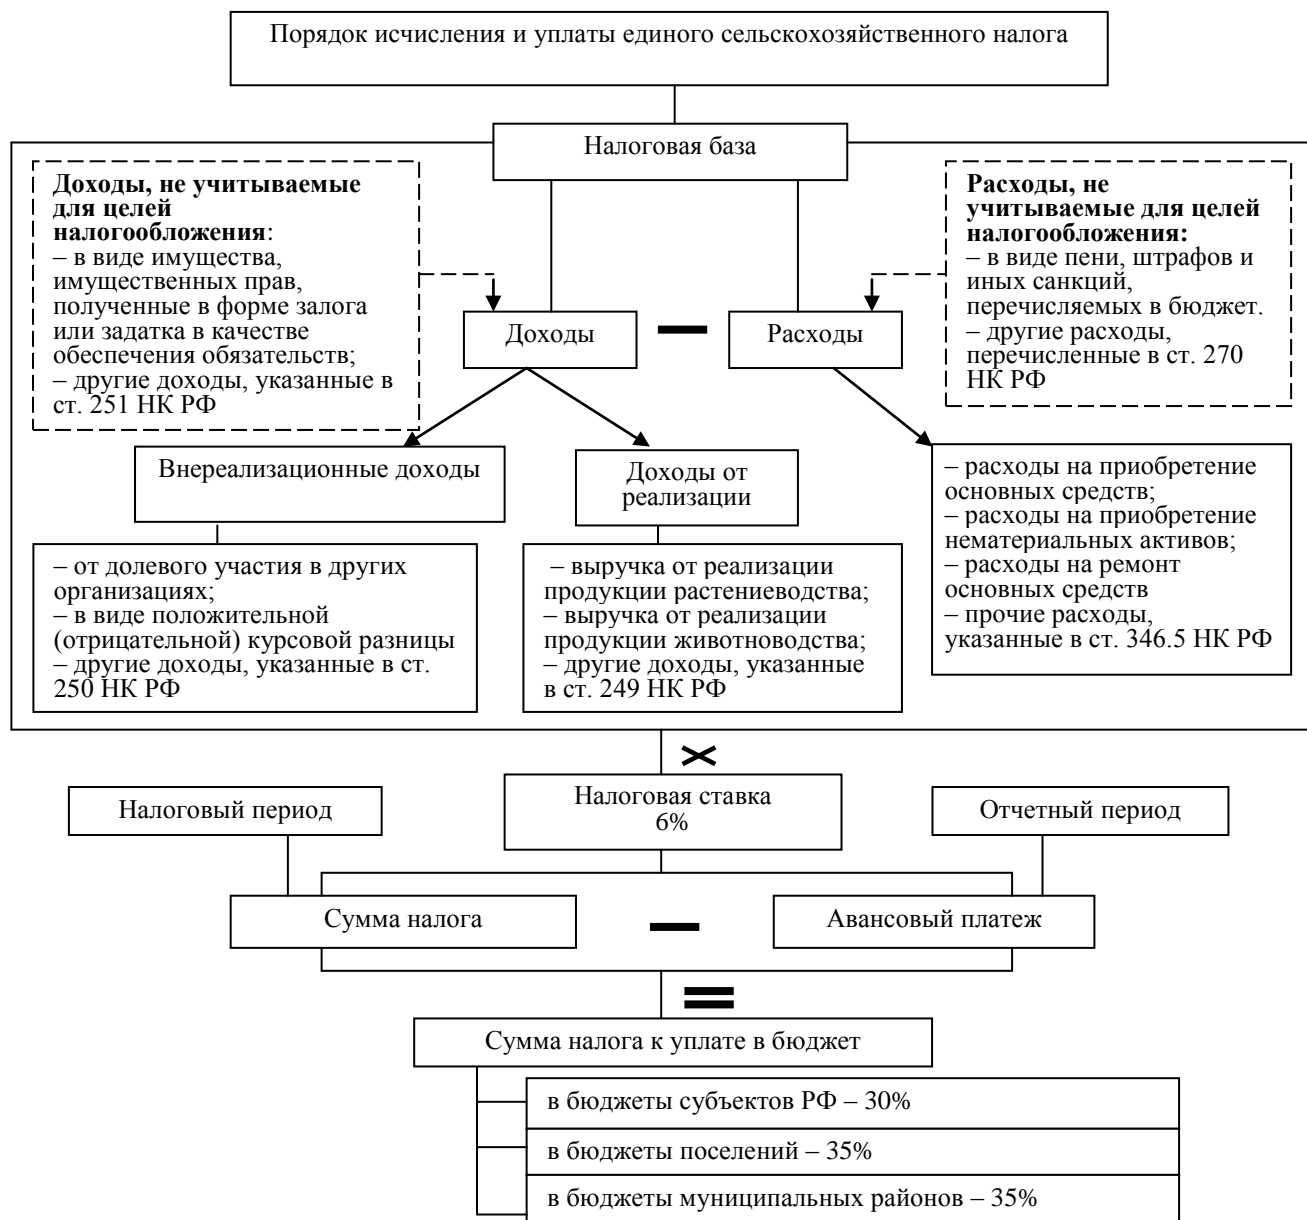 Порядок исчисления и уплаты единого сельскохозяйственного налога
Налоговая база
Доходы, не учитываемые
для целей
налогообложения:
– в виде имущества,
имущественных прав,
полученные в форме залога
или задатка в качестве
обеспечения обязательств;
– другие доходы, указанные в
ст. 251 НК РФ
Расходы, не
учитываемые для целей
налогообложения:
– в виде пени, штрафов и
иных санкций,
перечисляемых в бюджет.
– другие расходы,
перечисленные в ст. 270
НК РФ
Доходы
Расходы
Внереализационные доходы
Доходы от
реализации
– от долевого участия в других
организациях;
– в виде положительной
(отрицательной) курсовой разницы
– другие доходы, указанные в ст.
250 НК РФ
– выручка от реализации
продукции растениеводства;
– выручка от реализации
продукции животноводства;
– другие доходы, указанные
в ст. 249 НК РФ
– расходы на приобретение
основных средств;
– расходы на приобретение
нематериальных активов;
– расходы на ремонт
основных средств
– прочие расходы,
указанные в ст. 346.5 НК РФ
Налоговый период
Налоговая ставка
6%
Отчетный период
Сумма налога
Авансовый платеж
Сумма налога к уплате в бюджет
в бюджеты субъектов РФ – 30%
в бюджеты поселений – 35%
в бюджеты муниципальных районов – 35%